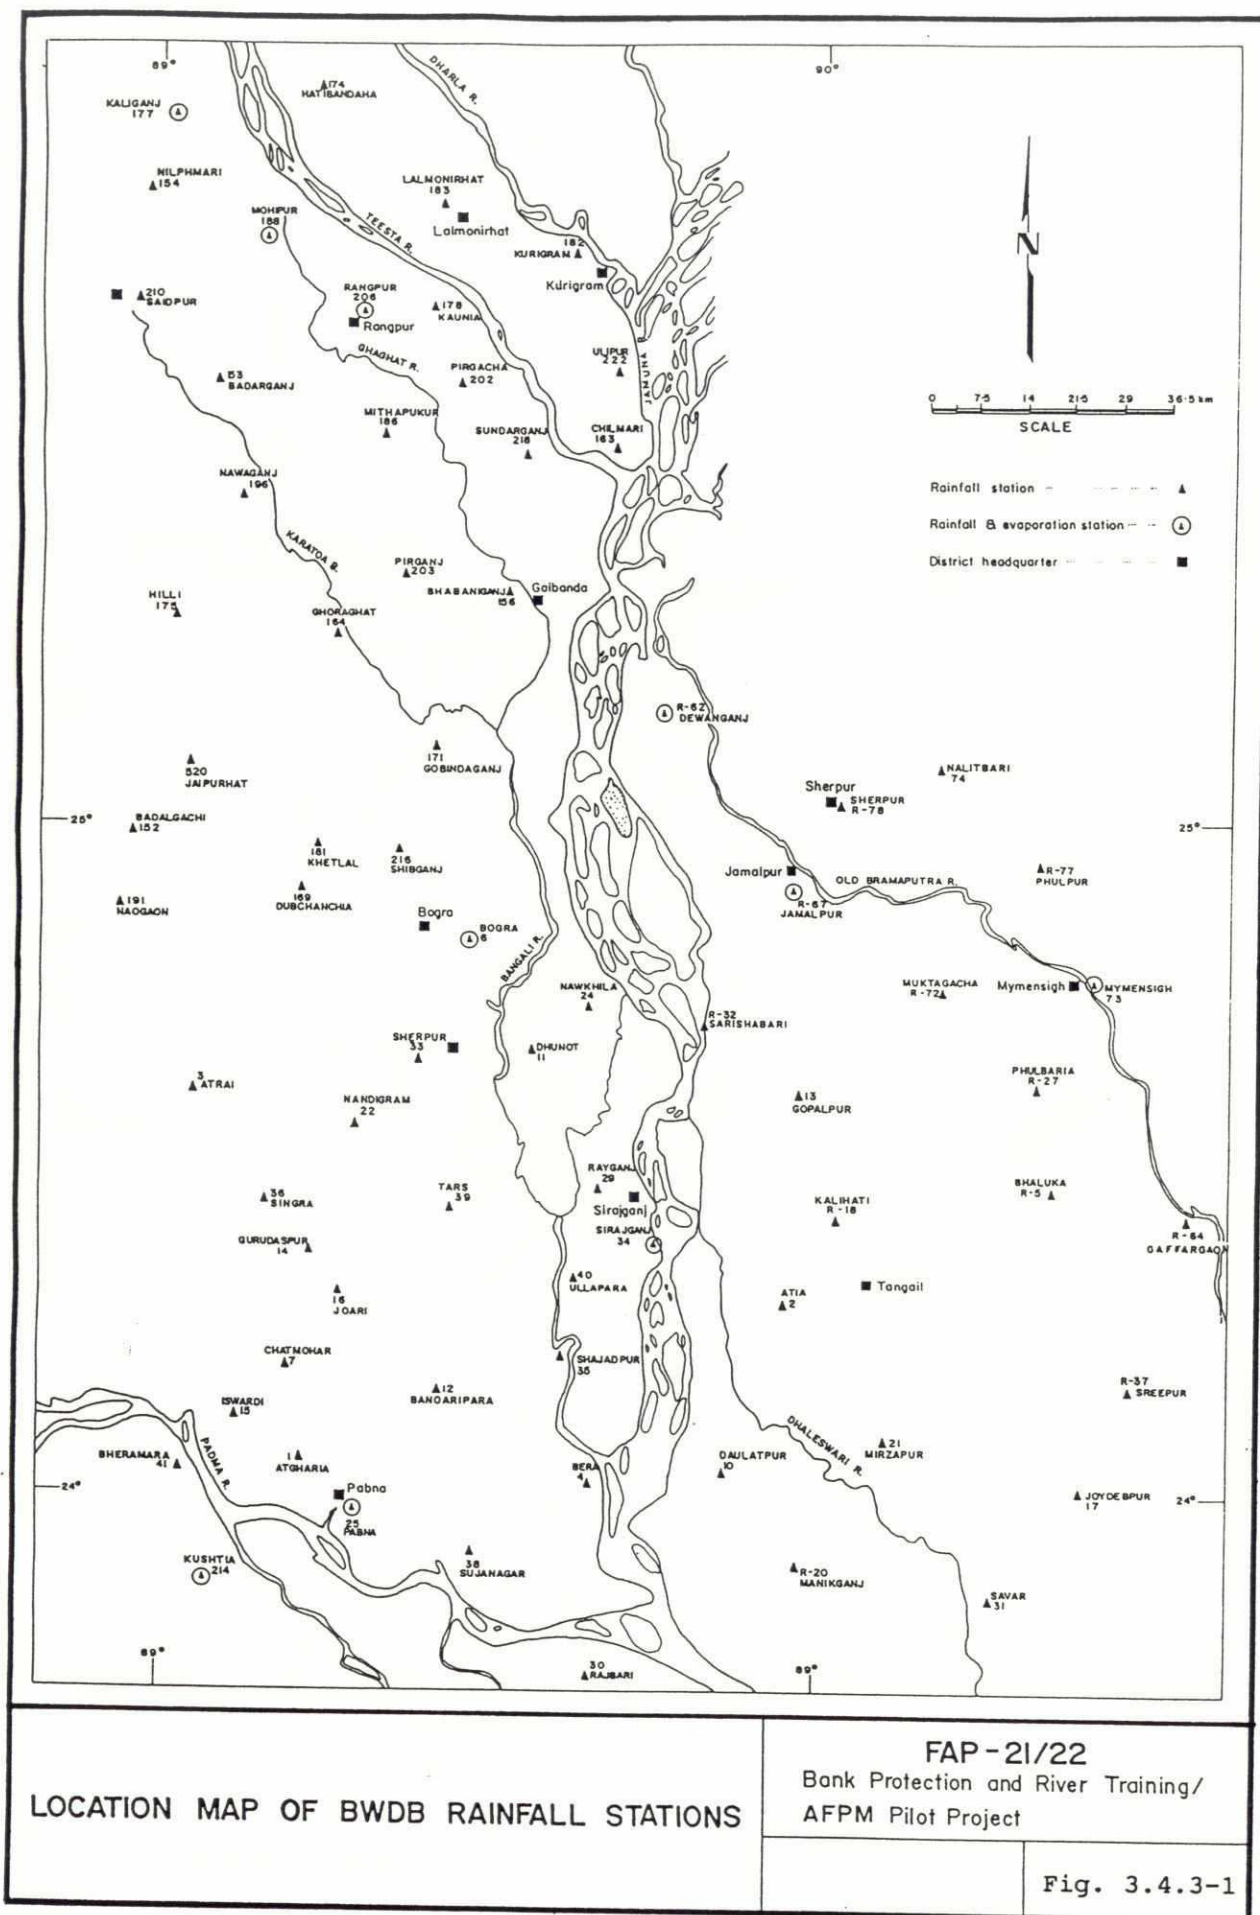 89°
90°
174
HATIBANDAHA
DHARLA R.
KALIGANJ
177
NILPHMARI
154
LALMONIRHAT
183
Lalmonirhat
MOHIPUR
188
TEESTA R.
182
KURIGRAM
Kurigram
N
210
SAIDPUR
RANGPUR
206
Rangpur
178
KAUNIA
GHAGHAT R.
ULIPUR
222
JAMUNA R
53
BADARGANJ
PIRGACHA
202
MITHAPUKUR
186
0 7·5 14 21·5 29 36·5 km
SCALE
SUNDARGANJ
218
CHILMARI
163
NAWAGANJ
196
Rainfall station
Rainfall & evaporation station
District headquarter
KARATOA R.
PIRGANJ
203
BHABANIGANJ
156
Gaibanda
HILLI
175
GHORAGHAT
164
R-62
DEWANGANJ
171
GOBINDAGANJ
520
JAIPURHAT
NALITBARI
74
Sherpur
SHERPUR
R-78
25°
25°
BADALGACHI
152
181
KHETLAL
216
SHIBGANJ
Jamalpur
OLD BRAMAPUTRA R.
R-77
PHULPUR
191
NAOGAON
169
DUBCHANCHIA
R-67
JAMALPUR
Bogra
BOGRA
6
BANGALI R.
NAWKHILA
24
MUKTAGACHA
R-72
Mymensigh
MYMENSIGH
73
R-32
SARISHABARI
SHERPUR
33
DHUNOT
11
3
ATRAI
PHULBARIA
R-27
NANDIGRAM
22
13
GOPALPUR
36
SINGRA
TARS
39
RAYGANJ
29
Sirajganj
BHALUKA
R-5
KALIHATI
R-18
GURUDASPUR
14
SIRAJGANJ
34
R-64
GAFFARGAON
16
JOARI
40
ULLAPARA
ATIA
2
Tangail
CHATMOHAR
7
SHAJADPUR
35
ISWARDI
15
12
BANOARIPARA
R-37
SREEPUR
BHERAMARA
41
PADMA R.
1
ATGHARIA
BERA
4
DAULATPUR
10
DHALESWARI R.
21
MIRZAPUR
24°
24°
Pabna
25
PABNA
JOYDEBPUR
17
KUSHTIA
214
38
SUJANAGAR
R-20
MANIKGANJ
SAVAR
31
89°
89°
30
RAJBARI
LOCATION MAP OF BWDB RAINFALL STATIONS
FAP-21/22
Bank Protection and River Training/
AFPM Pilot Project
Fig. 3.4.3-1